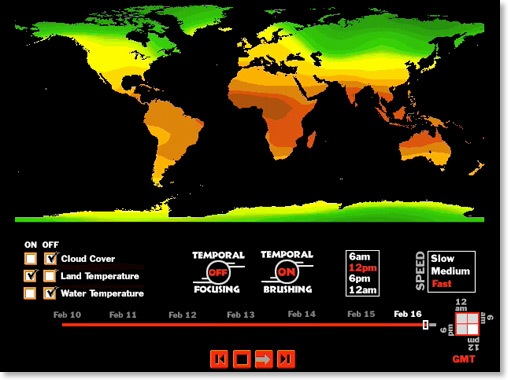 ON OFF
Cloud Cover
Land Temperature
Water Temperature
TEMPORAL
OFF
FOCUSING
TEMPORAL
ON
BRUSHING
6am
12pm
6pm
12am
SPEED
Slow
Medium
Fast
Feb 10 Feb 11 Feb 12 Feb 13 Feb 14 Feb 15 Feb 16
12
am
6
am
12
pm
6
pm
GMT